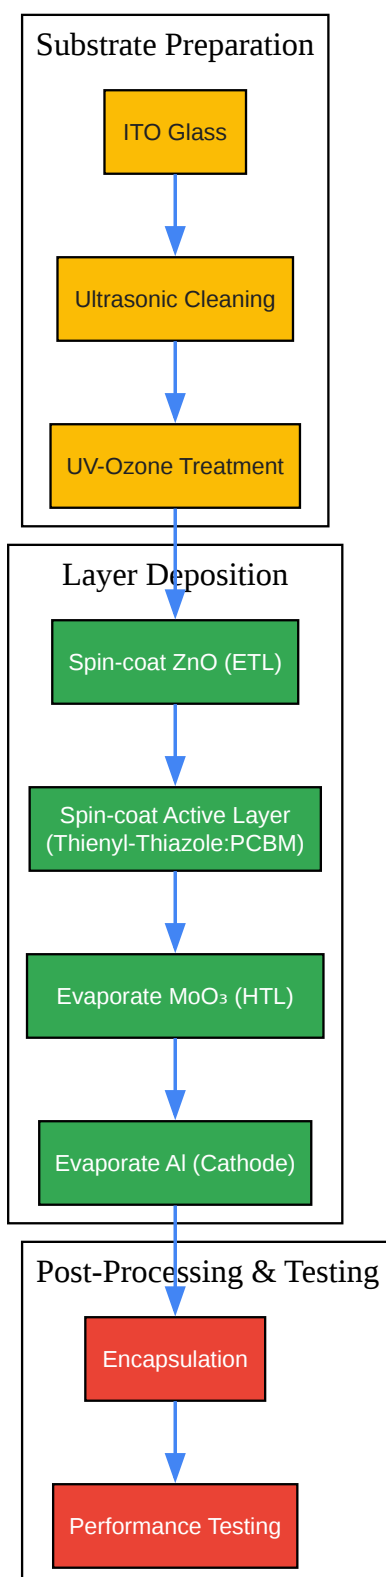 Substrate Preparation
ITO Glass
Ultrasonic Cleaning
UV-Ozone Treatment
Layer Deposition
Spin-coat ZnO (ETL)
Spin-coat Active Layer
(Thienyl-Thiazole:PCBM)
Evaporate MoO₃ (HTL)
Evaporate Al (Cathode)
Post-Processing & Testing
Encapsulation
Performance Testing